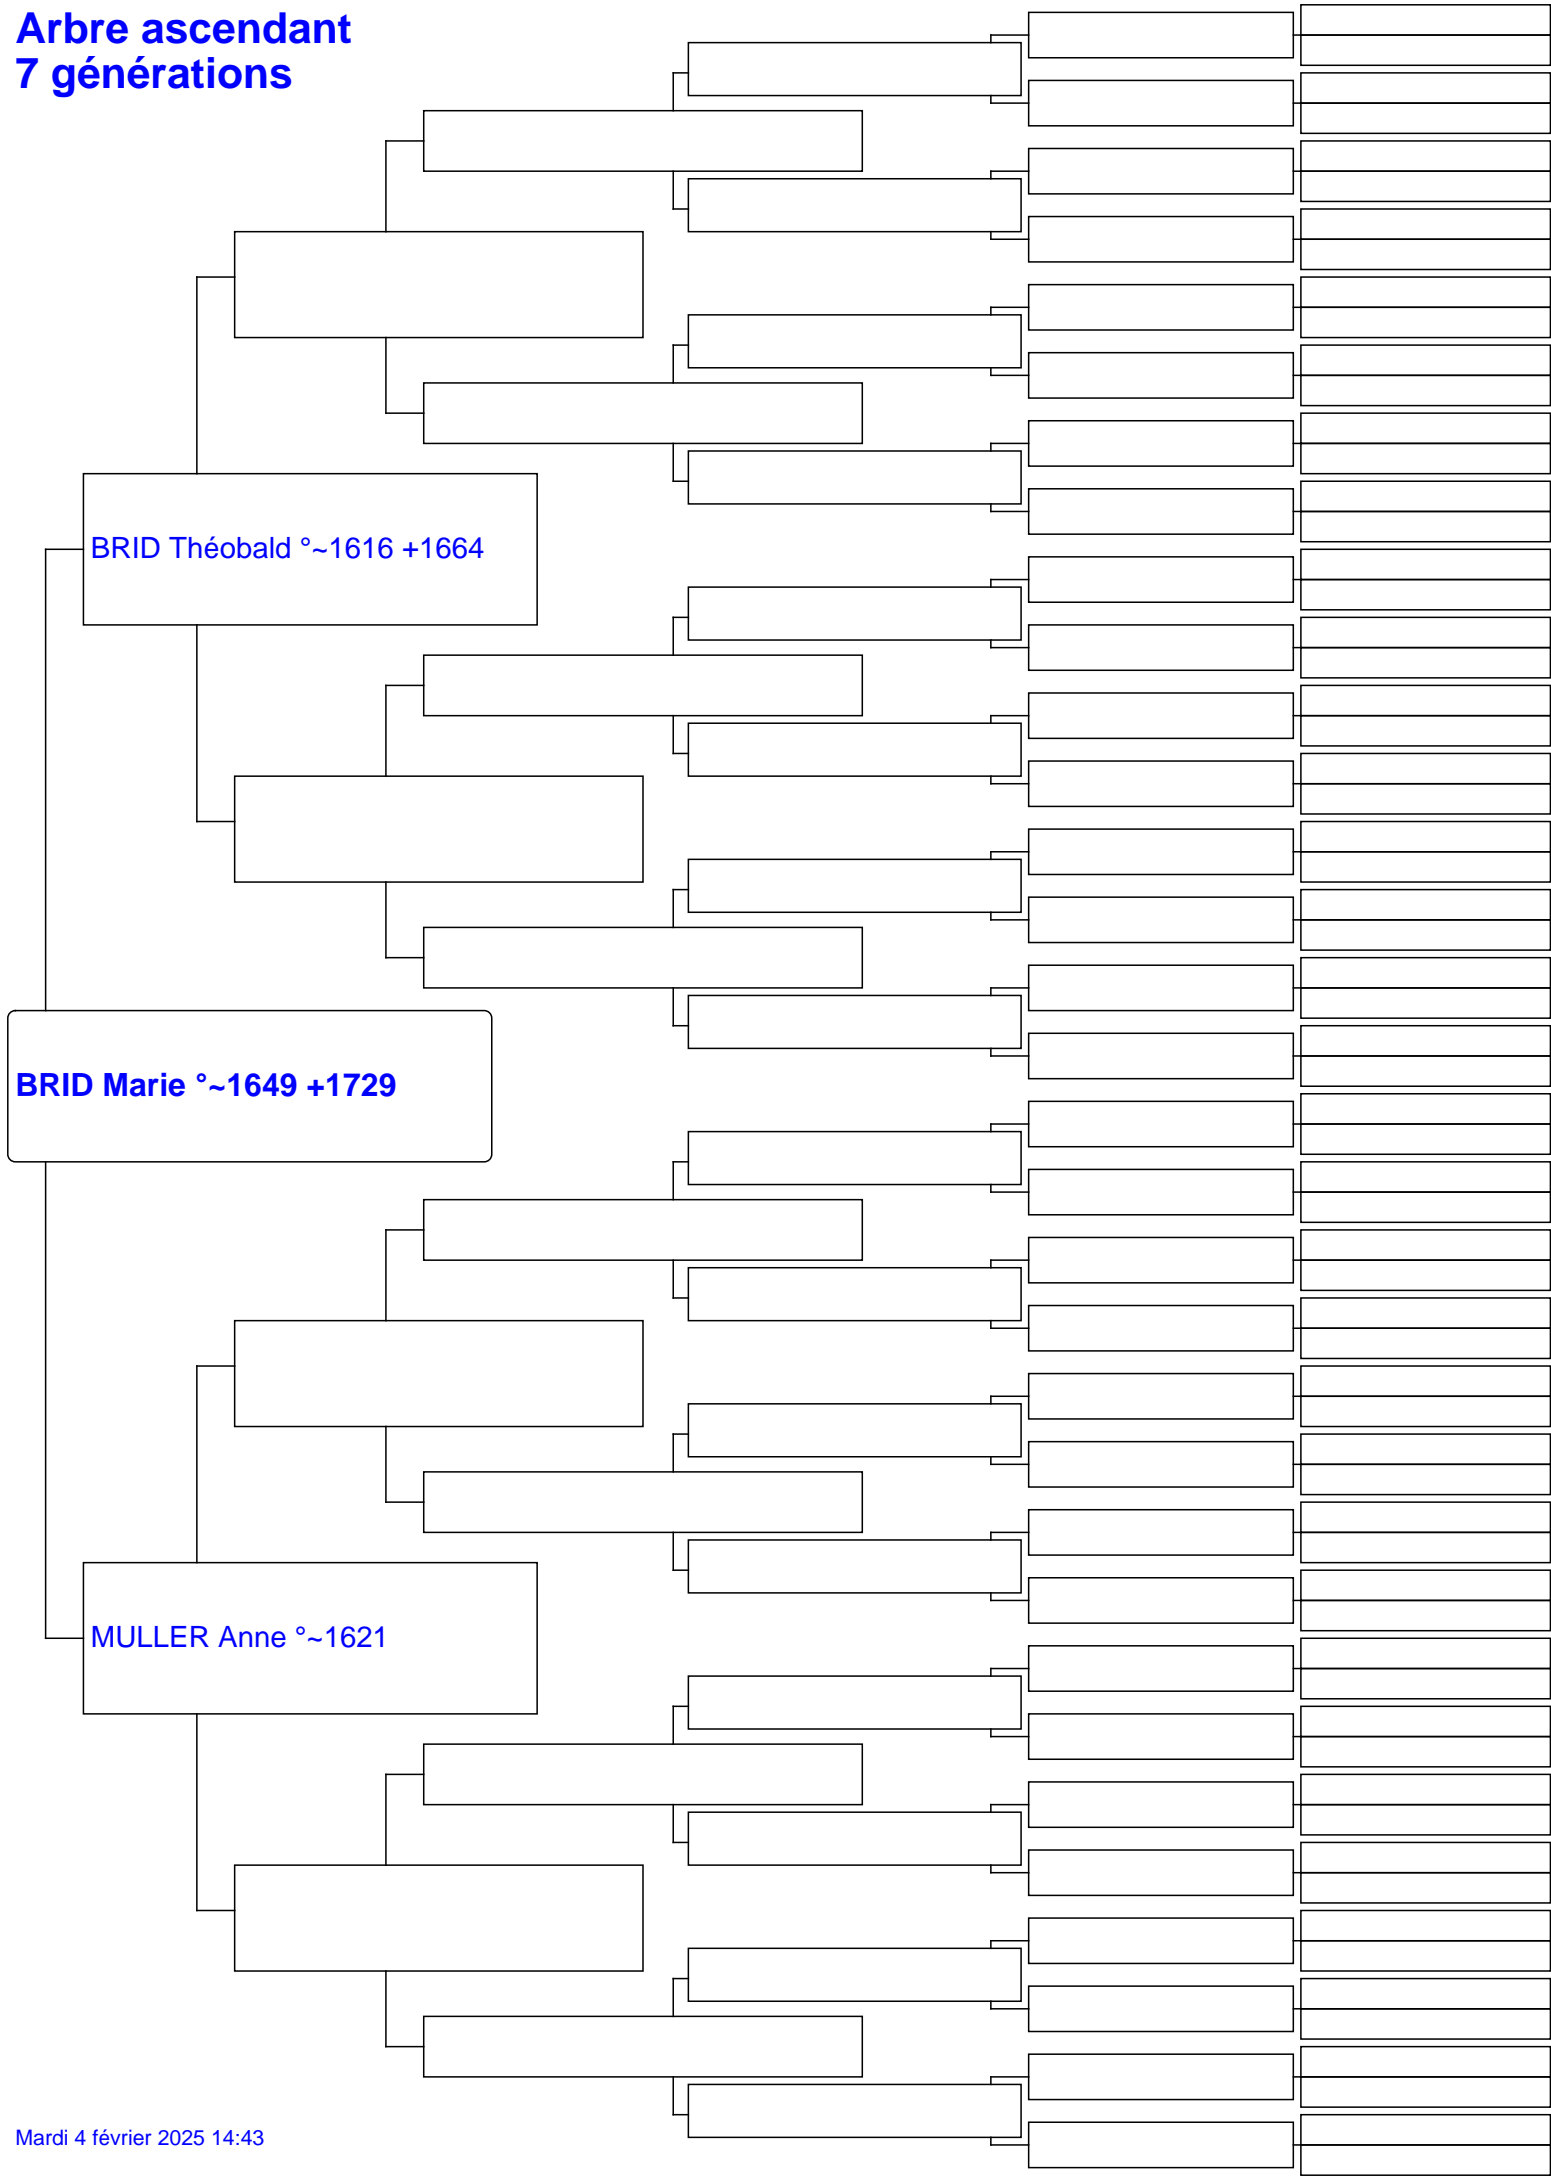 Arbre ascendant
7 générations
BRID Théobald °~1616 +1664
BRID Marie °~1649 +1729
MULLER Anne °~1621
Mardi 4 février 2025 14:43